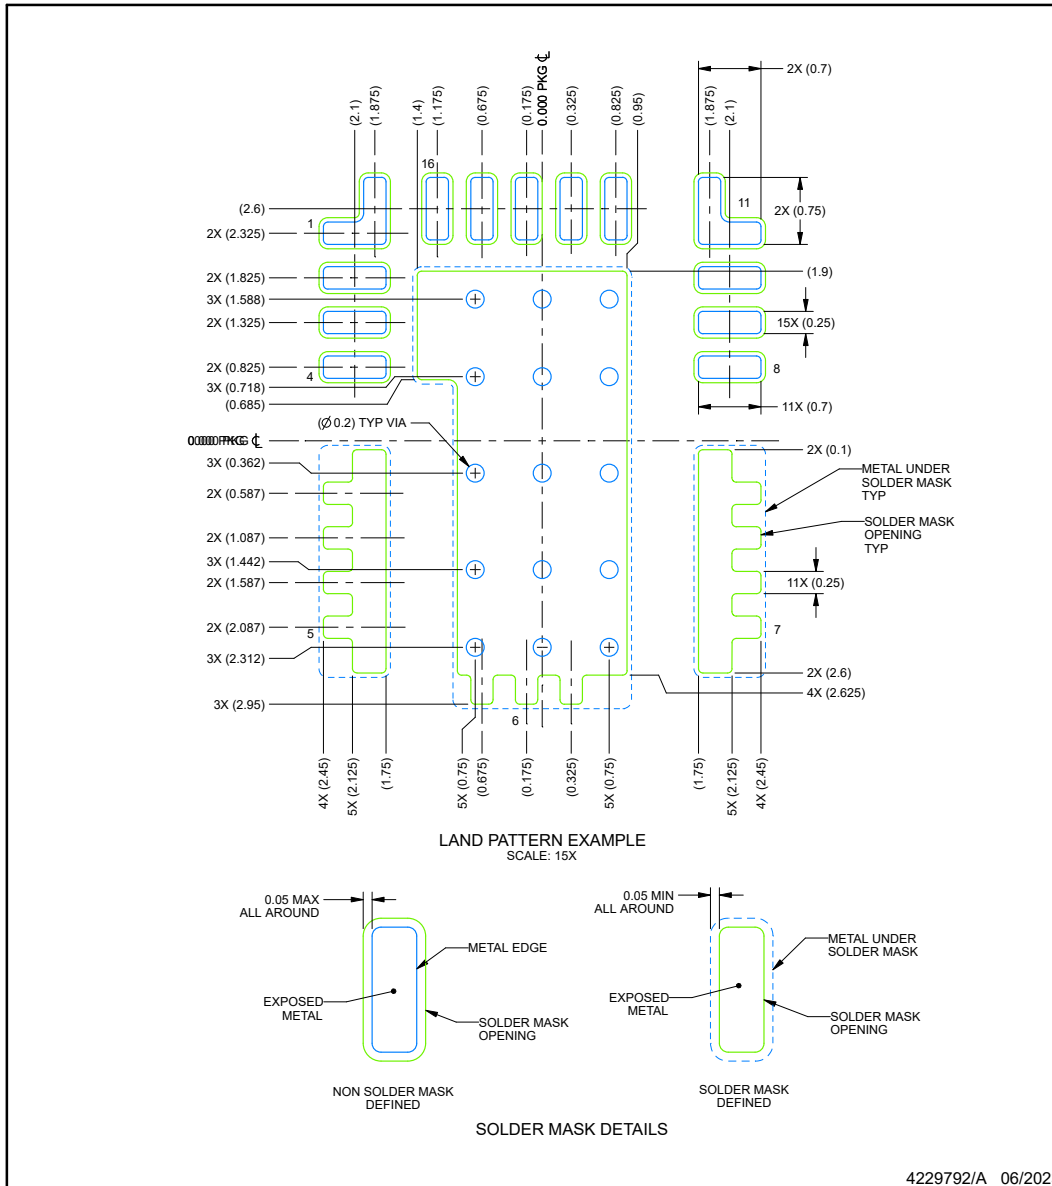 2X (0.7)
(2.1)
(1.875)
(1.4)
(1.175)
(0.675)
(0.175)
0.000 PKG ℄
(0.325)
(0.825)
(0.95)
(1.875)
(2.1)
16
(2.6)
1
2X (2.325)
11
2X (0.75)
2X (1.825)
(1.9)
3X (1.588)
2X (1.325)
15X (0.25)
2X (0.825)
4
8
3X (0.718)
(0.685)
11X (0.7)
(Ø 0.2) TYP VIA
2X (0.1)
3X (0.362)
METAL UNDER
SOLDER MASK
TYP
2X (0.587)
SOLDER MASK
OPENING
TYP
2X (1.087)
3X (1.442)
2X (1.587)
11X (0.25)
2X (2.087)
5
7
3X (2.312)
2X (2.6)
4X (2.625)
3X (2.95)
6
4X (2.45)
5X (2.125)
(1.75)
5X (0.75)
(0.675)
(0.175)
(0.325)
5X (0.75)
(1.75)
5X (2.125)
4X (2.45)
LAND PATTERN EXAMPLE
SCALE: 15X
0.05 MAX
ALL AROUND
METAL EDGE
EXPOSED
METAL
SOLDER MASK
OPENING
NON SOLDER MASK
DEFINED
0.05 MIN
ALL AROUND
METAL UNDER
SOLDER MASK
EXPOSED
METAL
SOLDER MASK
OPENING
SOLDER MASK
DEFINED
SOLDER MASK DETAILS
4229792/A 06/202